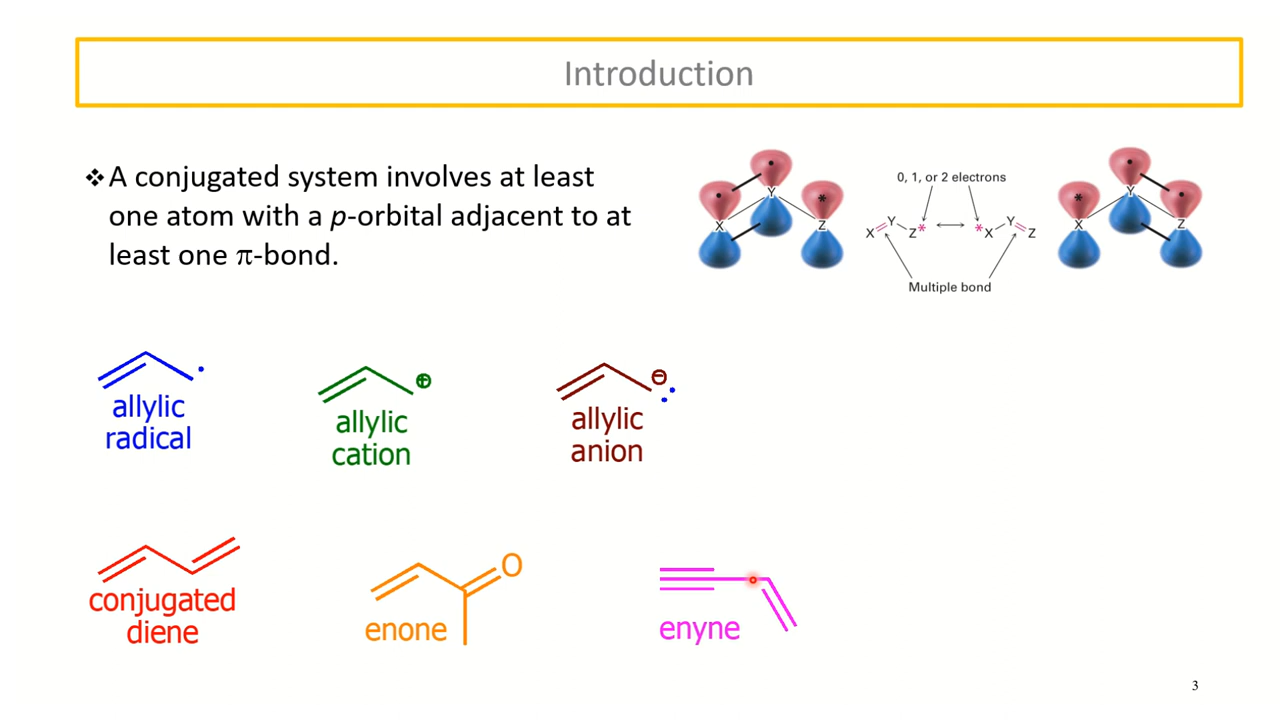 Introduction
❖A conjugated system involves at least
one atom with a p-orbital adjacent to at
least one π-bond.
0, 1, or 2 electrons
X Y Z
X Y Z* ⟷ *X Y Z
X Y Z
Multiple bond
allylic
radical
allylic
cation
allylic
anion
conjugated
diene
O
enone
enyne
3